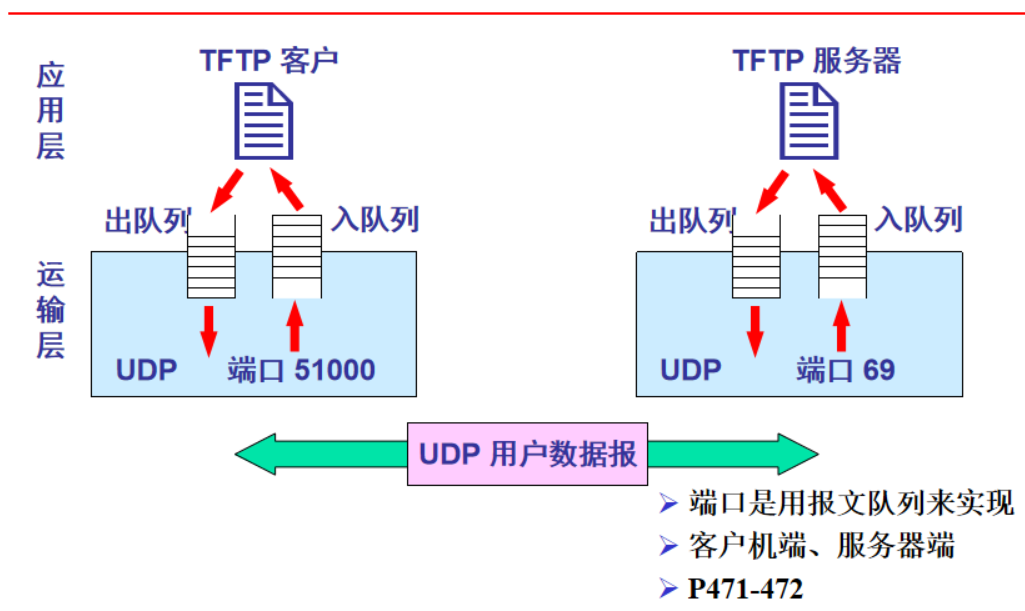 TFTP 客户
TFTP 服务器
应用层
出队列
入队列
出队列
入队列
运输层
UDP
端口 51000
UDP
端口 69
UDP 用户数据报
端口是用报文队列来实现
客户机端、服务器端
P471-472